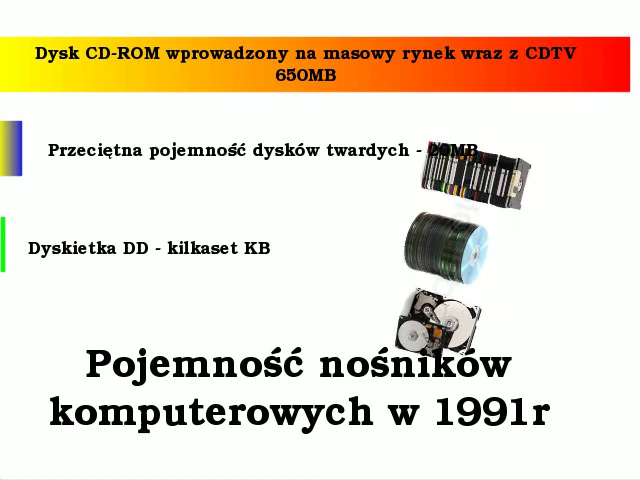 Dysk CD-ROM wprowadzony na masowy rynek wraz z CDTV
650MB
Przeciętna pojemność dysków twardych - 20MB
Dyskietka DD - kilkaset KB
Pojemność nośników
komputerowych w 1991r